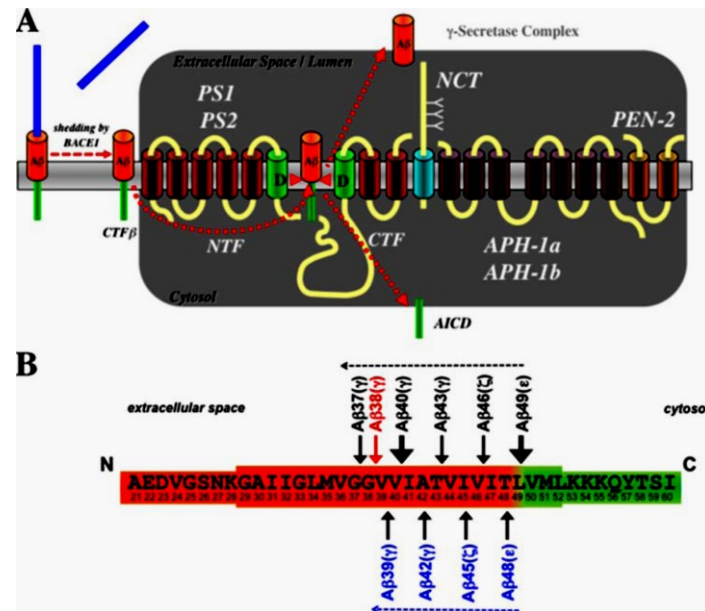 A
γ-Secretase Complex
Extracellular Space / Lumen
Aβ
NCT
PS1
PS2
PEN-2
shedding by
BACE1
Aβ
Aβ
Aβ
D
D
CTFβ
NTF
CTF
APH-1a
APH-1b
Cytosol
AICD
B
extracellular space
cytoso
Aβ37(γ)
Aβ38(γ)
Aβ40(γ)
Aβ43(γ)
Aβ46(ζ)
Aβ49(ε)
N
C
AEDVGSNKGAIIGLMVGGVVIATVIVITLVMLKKKQYTSI
21 22 23 24 25 26 27 28 29 30 31 32 33 34 35 36 37 38 39 40 41 42 43 44 45 46 47 48 49 50 51 52 53 54 55 56 57 58 59 60
Aβ39(γ)
Aβ42(γ)
Aβ45(ζ)
Aβ48(ε)